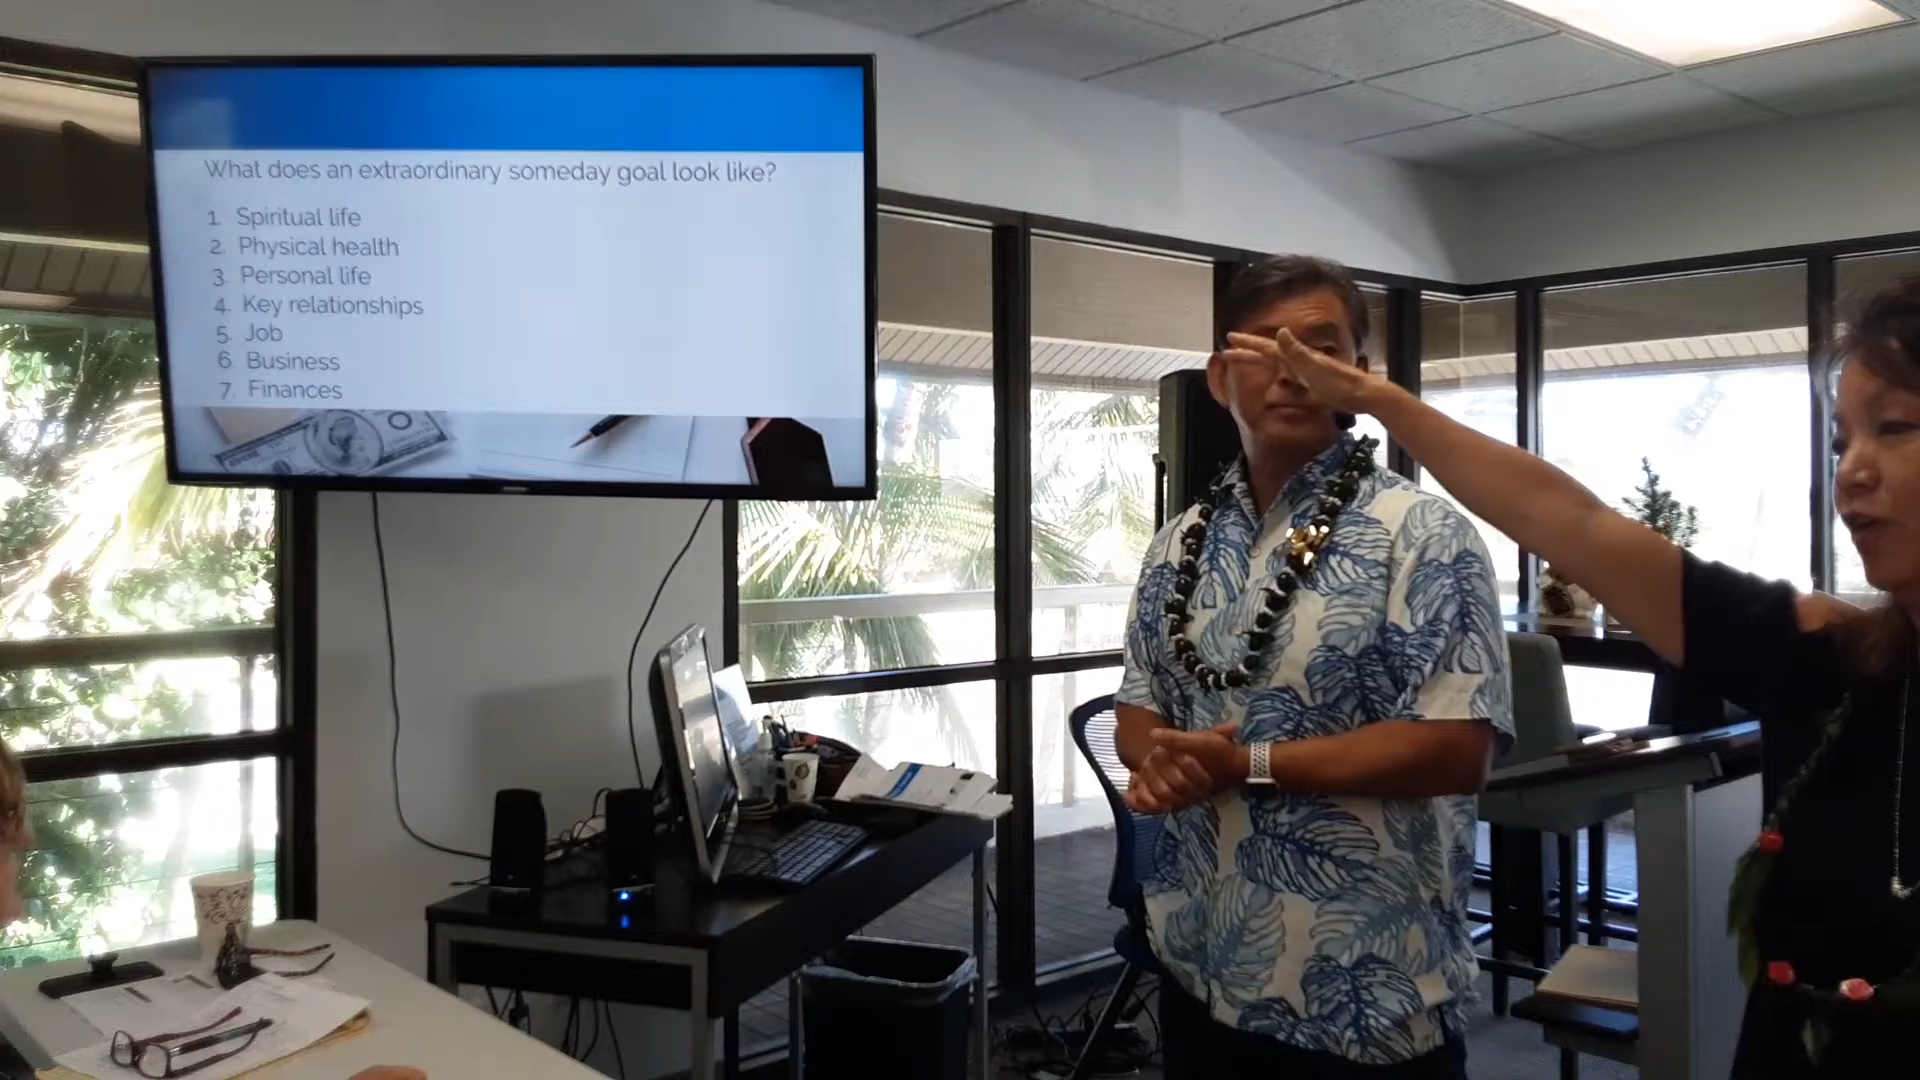 What does an extraordinary someday goal look like?
1. Spiritual life
2. Physical health
3. Personal life
4. Key relationships
5. Job
6. Business
7. Finances